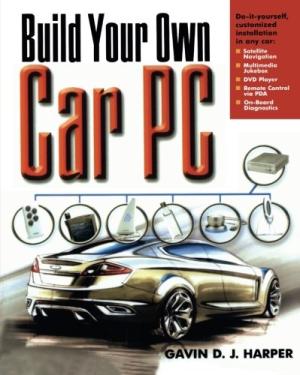 Build Your Own
Car PC
Do-it-yourself,
customized
installation
in any car:
Satellite
Navigation
Multimedia
Jukebox
DVD Player
Remote Control
via PDA
On-Board
Diagnostics
GAVIN D. J. HARPER